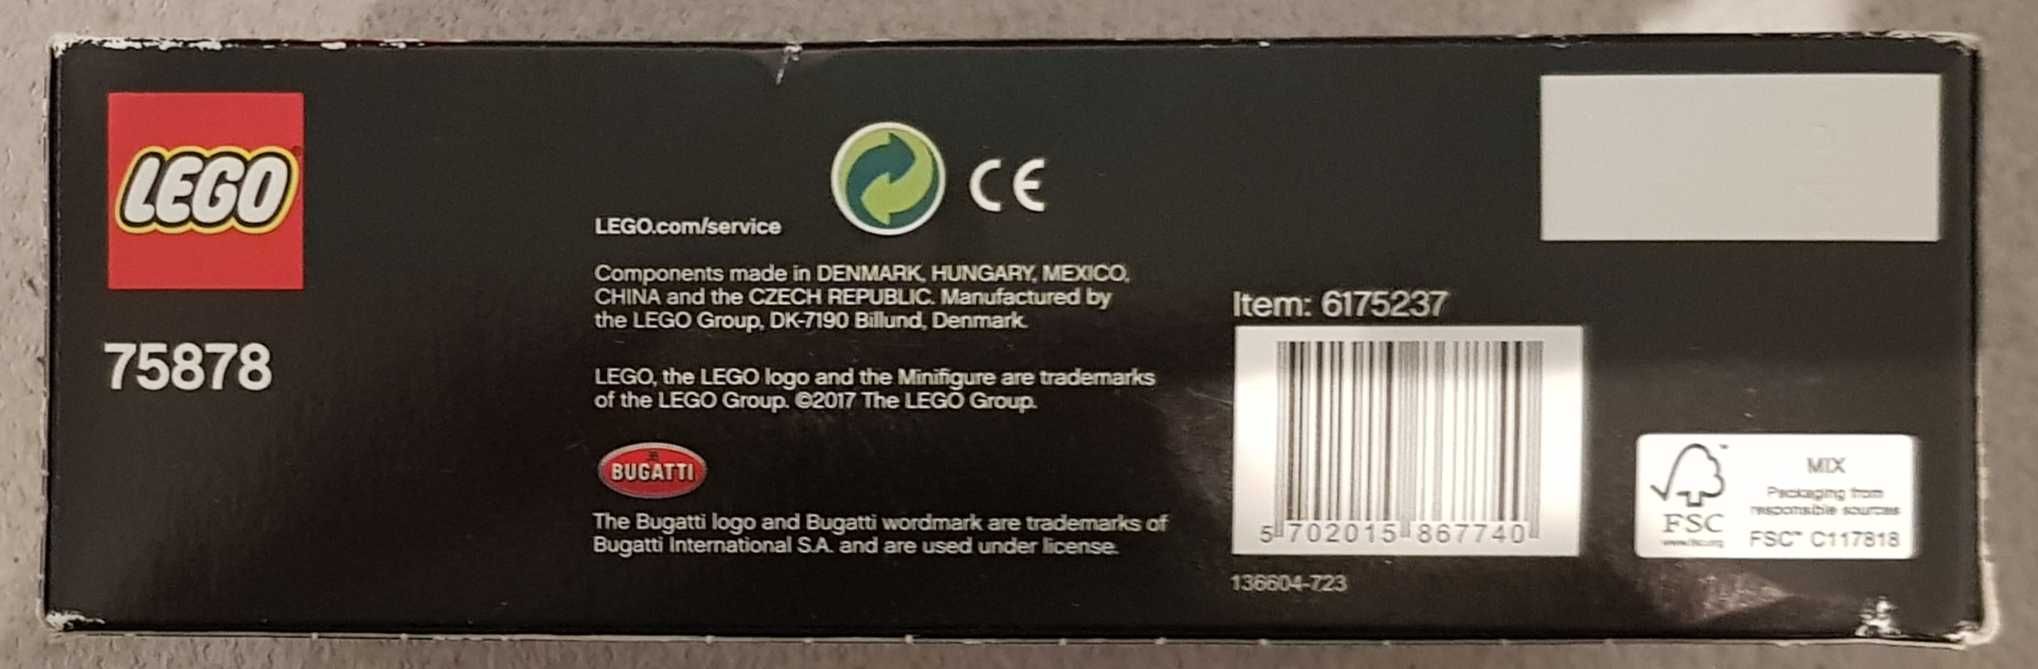 LEGO
75878
LEGO.com/service
CE
Components made in DENMARK, HUNGARY, MEXICO,
CHINA and the CZECH REPUBLIC. Manufactured by
the LEGO Group, DK-7190 Billund, Denmark.
LEGO, the LEGO logo and the Minifigure are trademarks
of the LEGO Group. ©2017 The LEGO Group.
BUGATTI
The Bugatti logo and Bugatti wordmark are trademarks of
Bugatti International S.A. and are used under license.
Item: 6175237
5 702015 867740
136604-723
FSC
www.fsc.org
MIX
Packaging from
responsible sources
FSC™ C117818